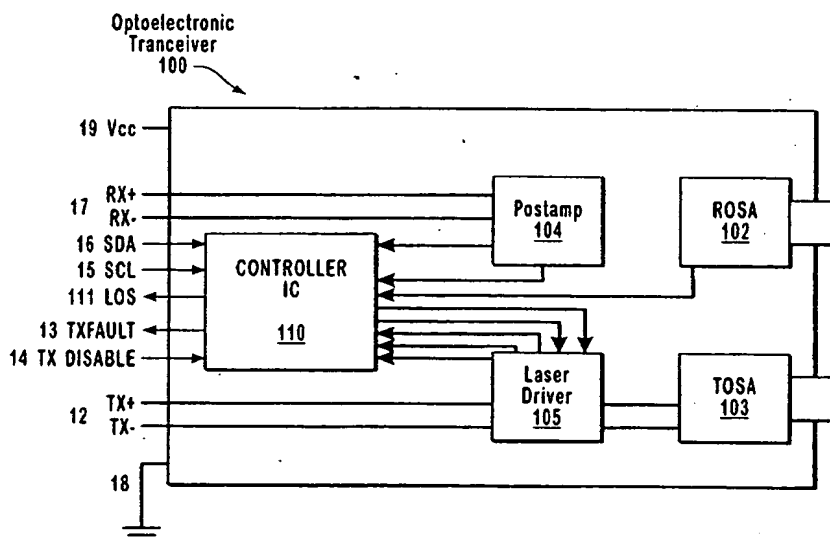 Optoelectronic
Tranceiver
100
19 Vcc
RX+
17
RX-
16 SDA
15 SCL
111 LOS
13 TXFAULT
14 TX DISABLE
TX+
12
TX-
18
CONTROLLER
IC
110
Postamp
104
ROSA
102
Laser
Driver
105
TOSA
103